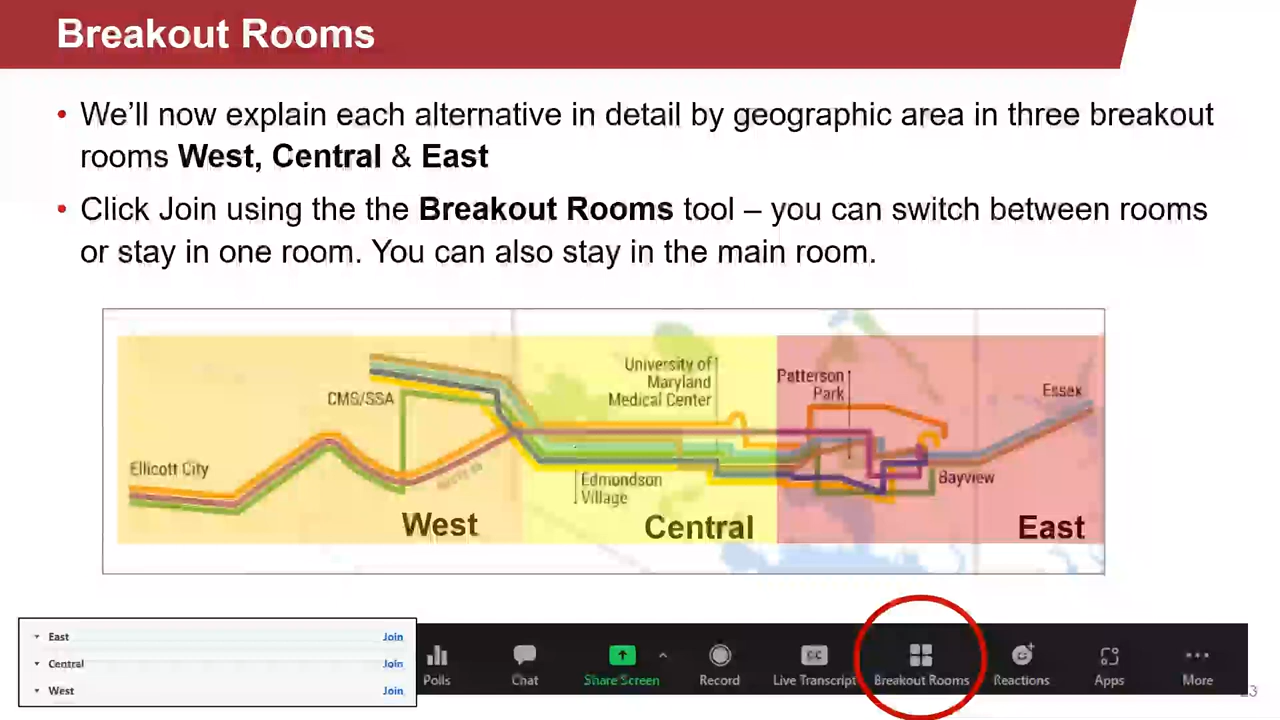 Breakout Rooms
• We'll now explain each alternative in detail by geographic area in three breakout
rooms West, Central & East
• Click Join using the the Breakout Rooms tool – you can switch between rooms
or stay in one room. You can also stay in the main room.
University of
Maryland
Medical Center
Patterson
Park
Essex
CMS/SSA
Ellicott City
Edmondson
Village
Bayview
West
Central
East
East Join
Central Join
West Join
Polls
Chat
Share Screen
Record
CC
Live Transcript
Breakout Rooms
Reactions
Apps
More